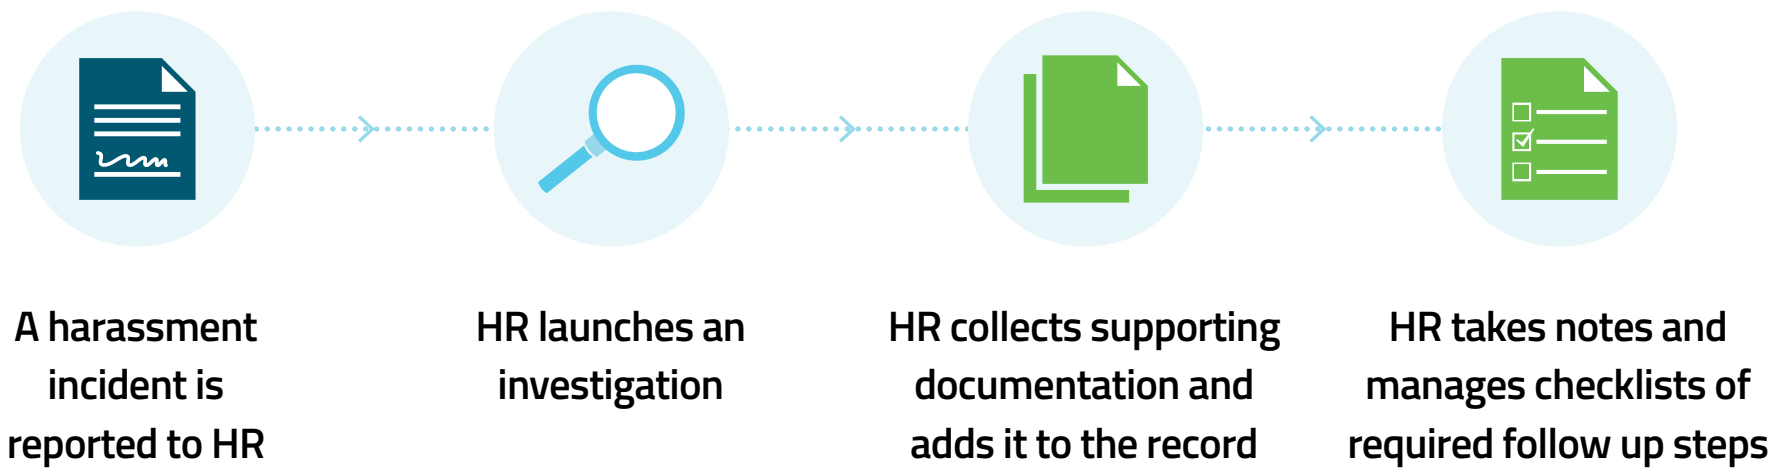 A harassment
incident is
reported to HR
HR launches an
investigation
HR collects supporting
documentation and
adds it to the record
HR takes notes and
manages checklists of
required follow up steps